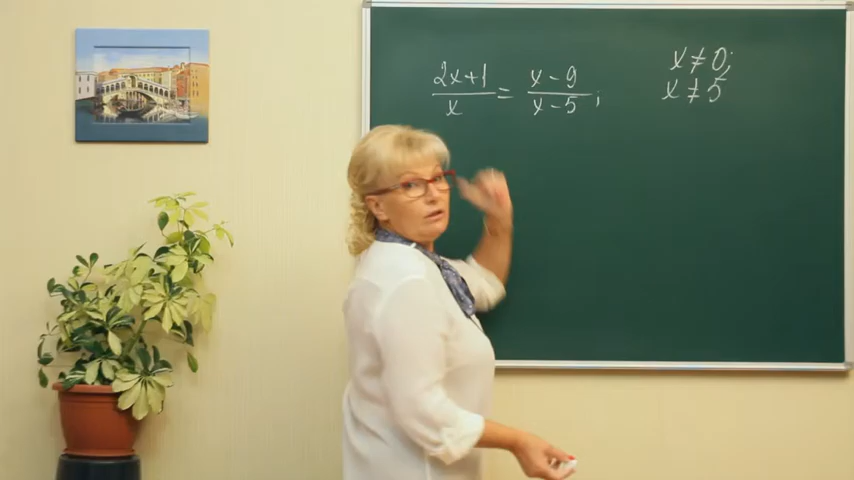 2x+1/x = x-9/x-5;
x≠0;
x≠5